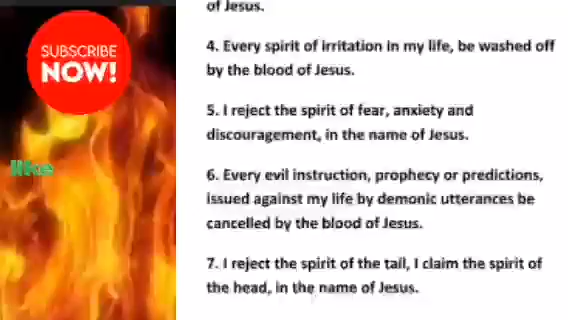 SUBSCRIBE
NOW!
like
of Jesus.
4. Every spirit of irritation in my life, be washed off
by the blood of Jesus.
5. I reject the spirit of fear, anxiety and
discouragement, in the name of Jesus.
6. Every evil instruction, prophecy or predictions,
issued against my life by demonic utterances be
cancelled by the blood of Jesus.
7. I reject the spirit of the tail, I claim the spirit of
the head, in the name of Jesus.